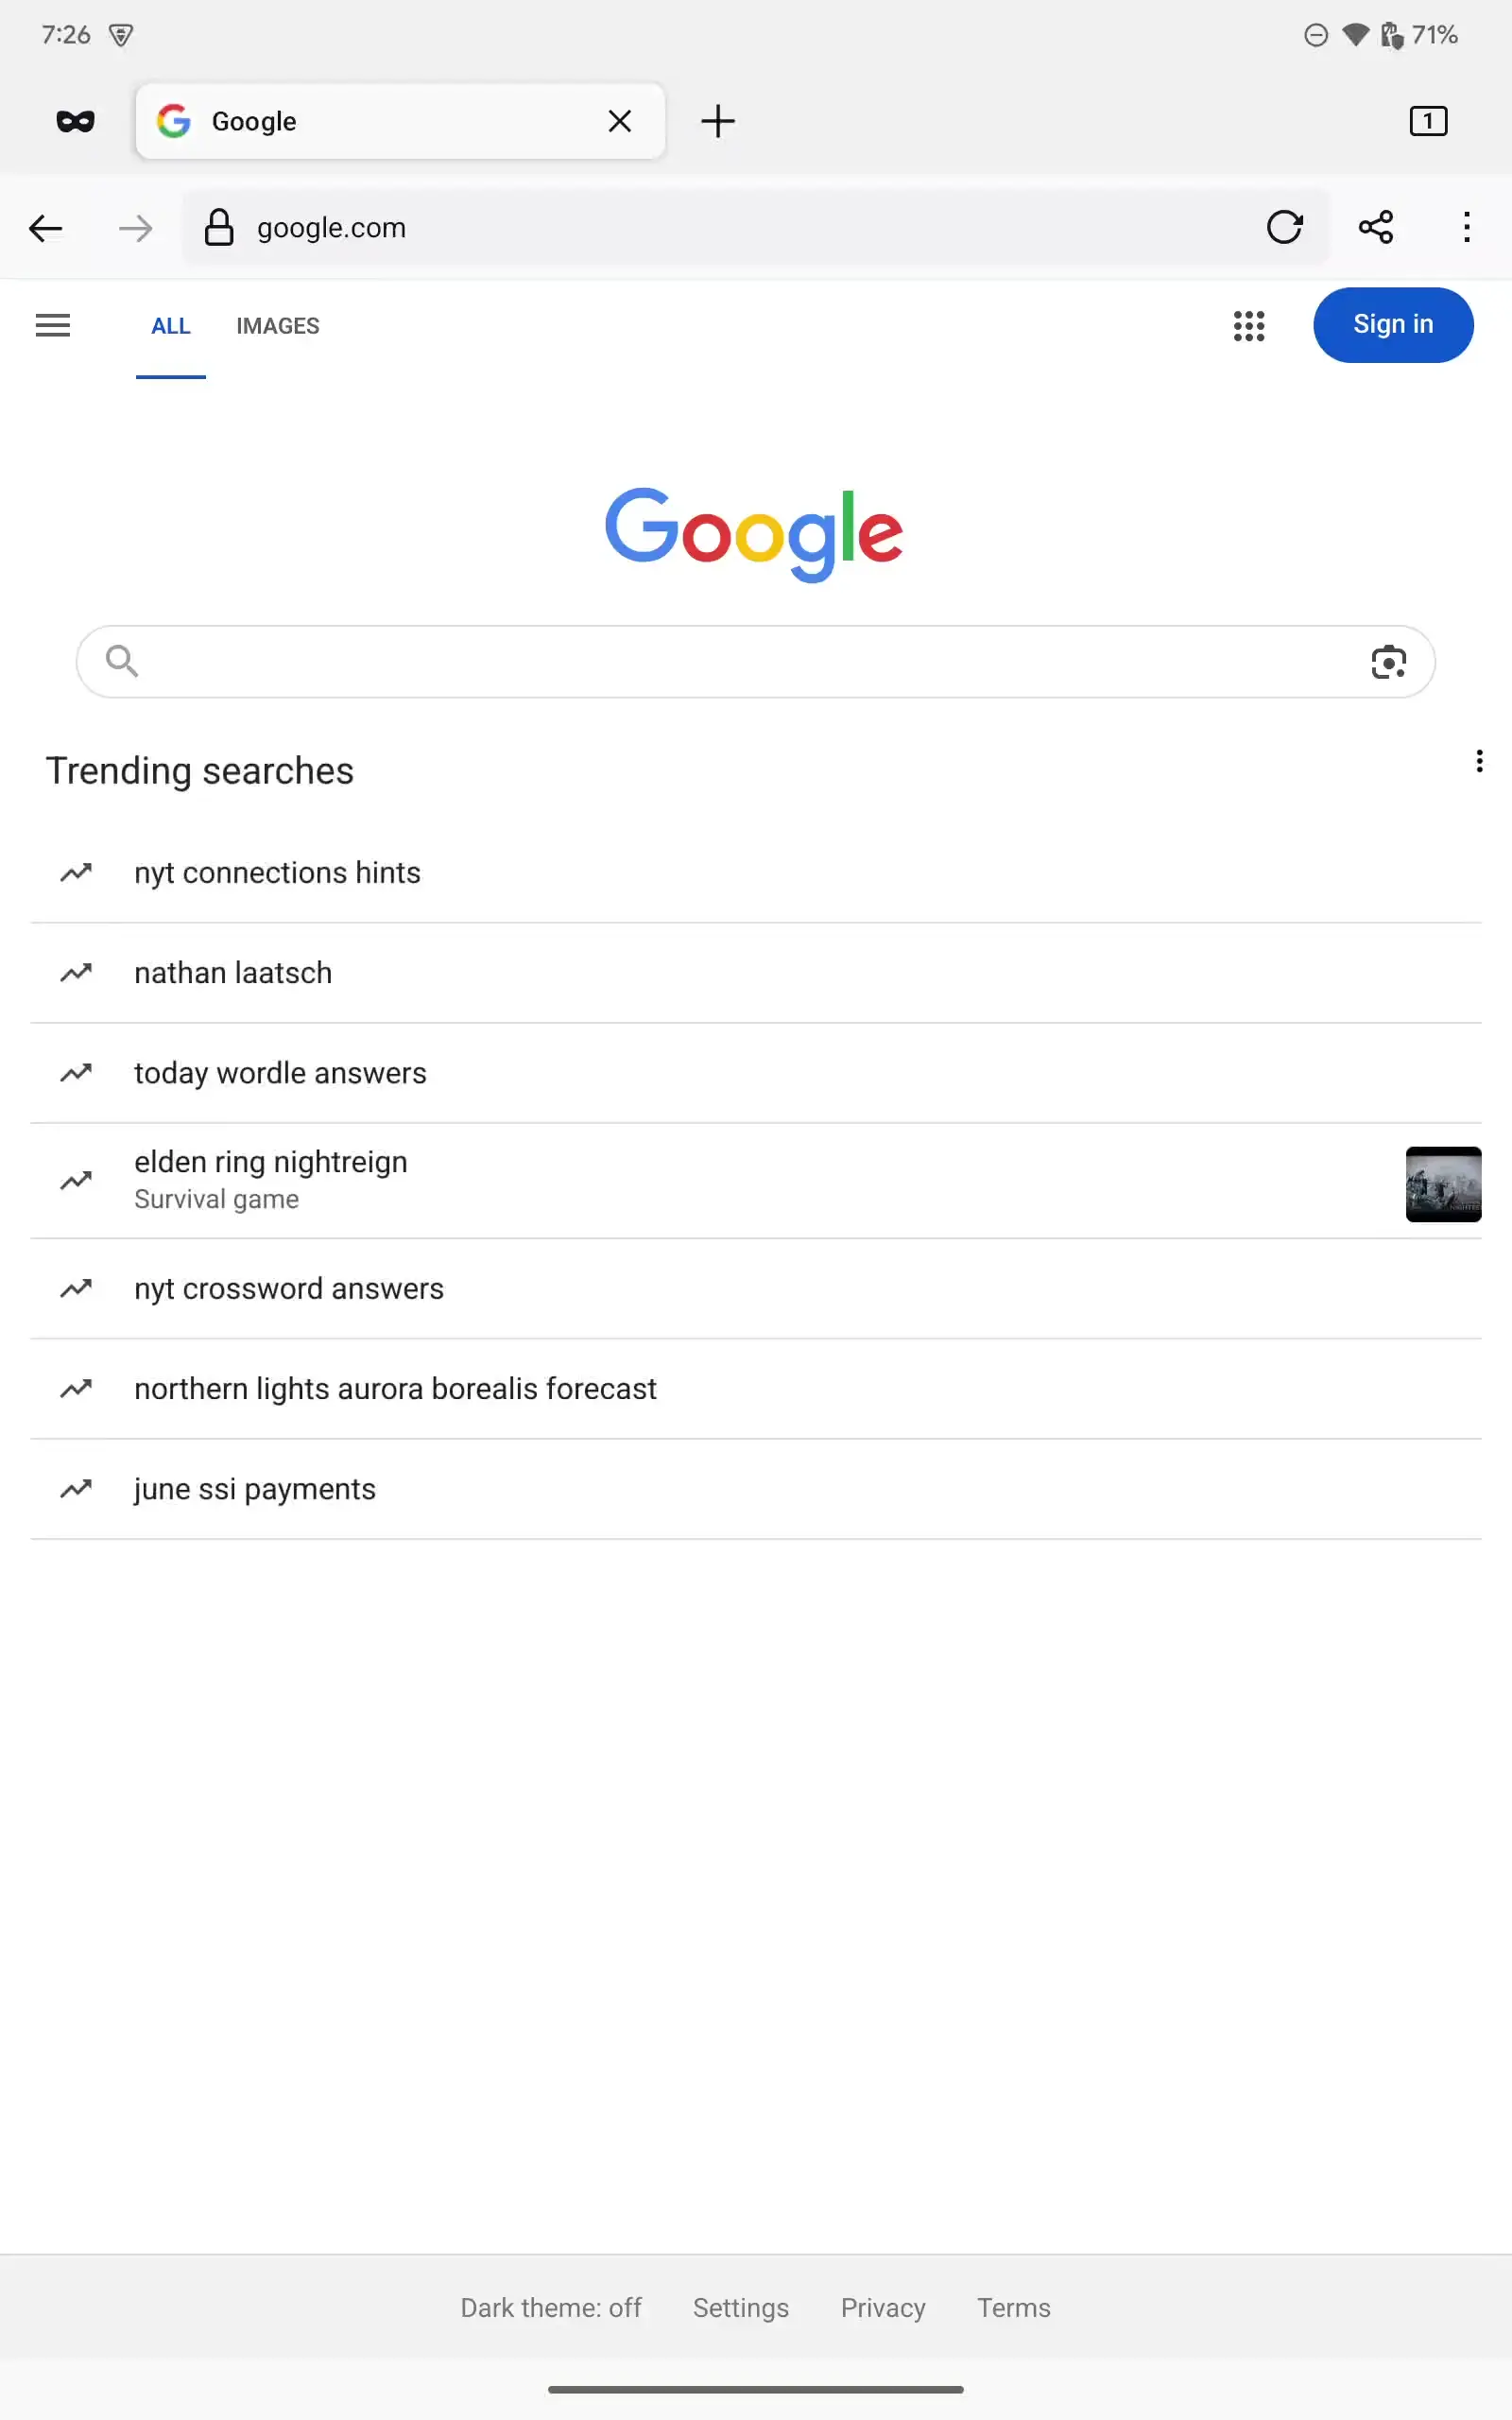 7:26
71%
Google
1
google.com
ALL
IMAGES
Sign in
Google
Trending searches
nyt connections hints
nathan laatsch
today wordle answers
elden ring nightreign
Survival game
nyt crossword answers
northern lights aurora borealis forecast
june ssi payments
Dark theme: off
Settings
Privacy
Terms